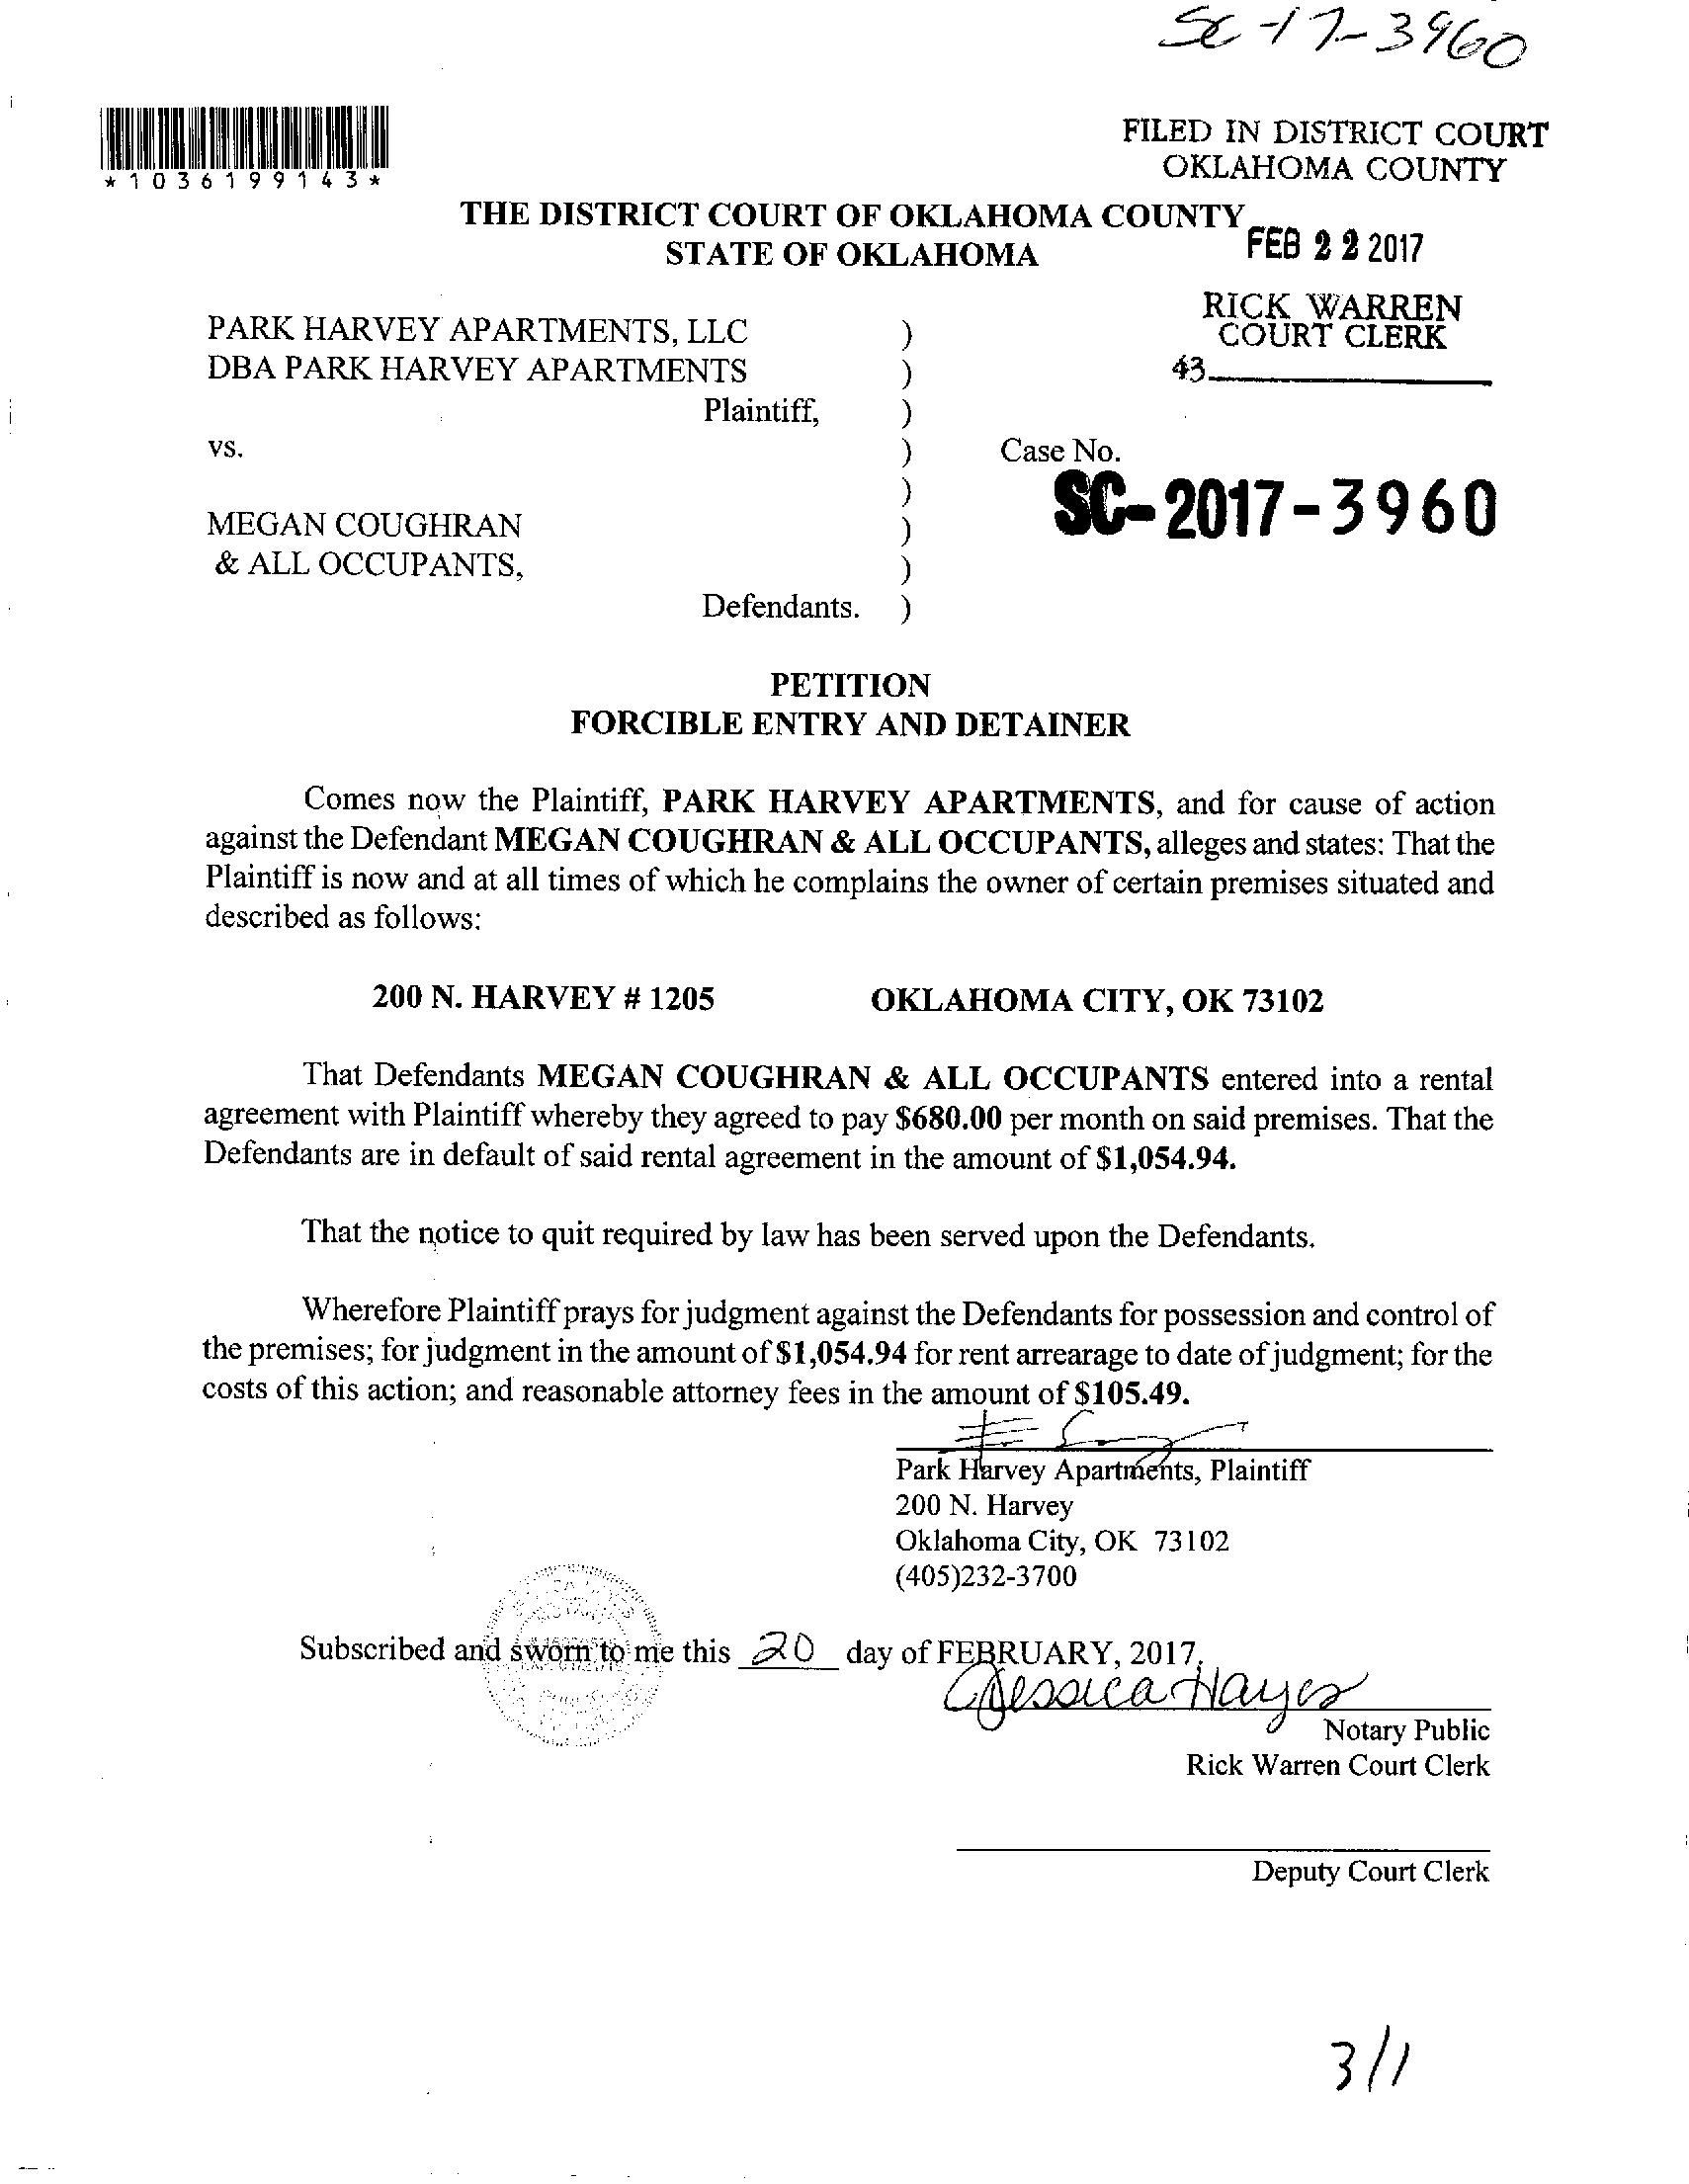 SC-17-3960
*1036199143*
FILED IN DISTRICT COURT
OKLAHOMA COUNTY
THE DISTRICT COURT OF OKLAHOMA COUNTY
STATE OF OKLAHOMA
FEB 22 2017
RICK WARREN
COURT CLERK
43
PARK HARVEY APARTMENTS, LLC )
DBA PARK HARVEY APARTMENTS )
Plaintiff, )
vs. ) Case No.
)
SC-2017-3960
MEGAN COUGHRAN )
& ALL OCCUPANTS, )
Defendants. )
PETITION
FORCIBLE ENTRY AND DETAINER
Comes now the Plaintiff, PARK HARVEY APARTMENTS, and for cause of action
against the Defendant MEGAN COUGHRAN & ALL OCCUPANTS, alleges and states: That the
Plaintiff is now and at all times of which he complains the owner of certain premises situated and
described as follows:
200 N. HARVEY # 1205 OKLAHOMA CITY, OK 73102
That Defendants MEGAN COUGHRAN & ALL OCCUPANTS entered into a rental
agreement with Plaintiff whereby they agreed to pay $680.00 per month on said premises. That the
Defendants are in default of said rental agreement in the amount of $1,054.94.
That the notice to quit required by law has been served upon the Defendants.
Wherefore Plaintiff prays for judgment against the Defendants for possession and control of
the premises; for judgment in the amount of $1,054.94 for rent arrearage to date of judgment; for the
costs of this action; and reasonable attorney fees in the amount of $105.49.
Park Harvey Apartments, Plaintiff
200 N. Harvey
Oklahoma City, OK 73102
(405)232-3700
Subscribed and sworn to me this 20 day of FEBRUARY, 2017.
Jessica Hayes
Notary Public
Rick Warren Court Clerk
Deputy Court Clerk
3/1